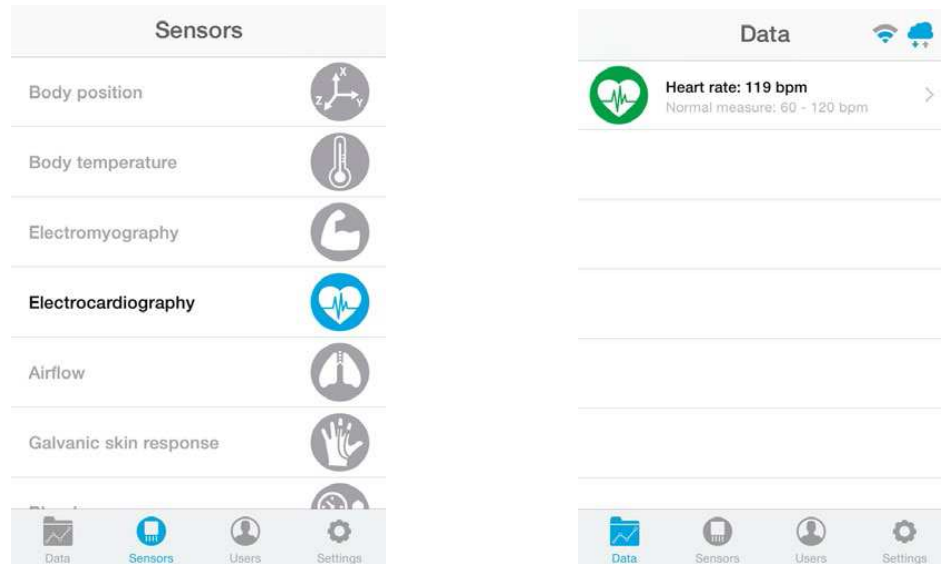 Sensors
Body position
X
Z
Y
Body temperature
Electromyography
Electrocardiography
Airflow
Galvanic skin response
Data
Sensors
Users
Settings
Data
Heart rate: 119 bpm
Normal measure: 60 - 120 bpm
Data
Sensors
Users
Settings